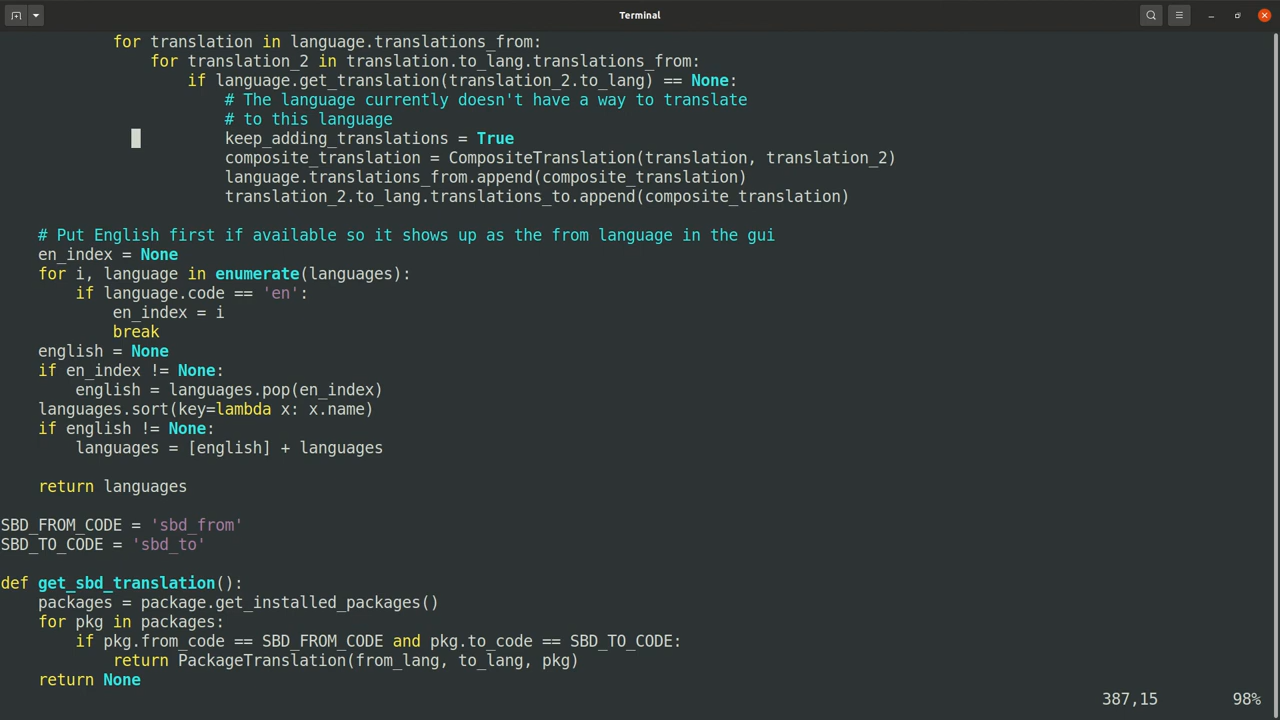 Terminal
            for translation in language.translations_from:
                for translation_2 in translation.to_lang.translations_from:
                    if language.get_translation(translation_2.to_lang) == None:
                        # The language currently doesn't have a way to translate
                        # to this language
                        keep_adding_translations = True
                        composite_translation = CompositeTranslation(translation, translation_2)
                        language.translations_from.append(composite_translation)
                        translation_2.to_lang.translations_to.append(composite_translation)

    # Put English first if available so it shows up as the from language in the gui
    en_index = None
    for i, language in enumerate(languages):
        if language.code == 'en':
            en_index = i
            break
    english = None
    if en_index != None:
        english = languages.pop(en_index)
    languages.sort(key=lambda x: x.name)
    if english != None:
        languages = [english] + languages

    return languages

SBD_FROM_CODE = 'sbd_from'
SBD_TO_CODE = 'sbd_to'

def get_sbd_translation():
    packages = package.get_installed_packages()
    for pkg in packages:
        if pkg.from_code == SBD_FROM_CODE and pkg.to_code == SBD_TO_CODE:
            return PackageTranslation(from_lang, to_lang, pkg)
    return None
387,15 98%